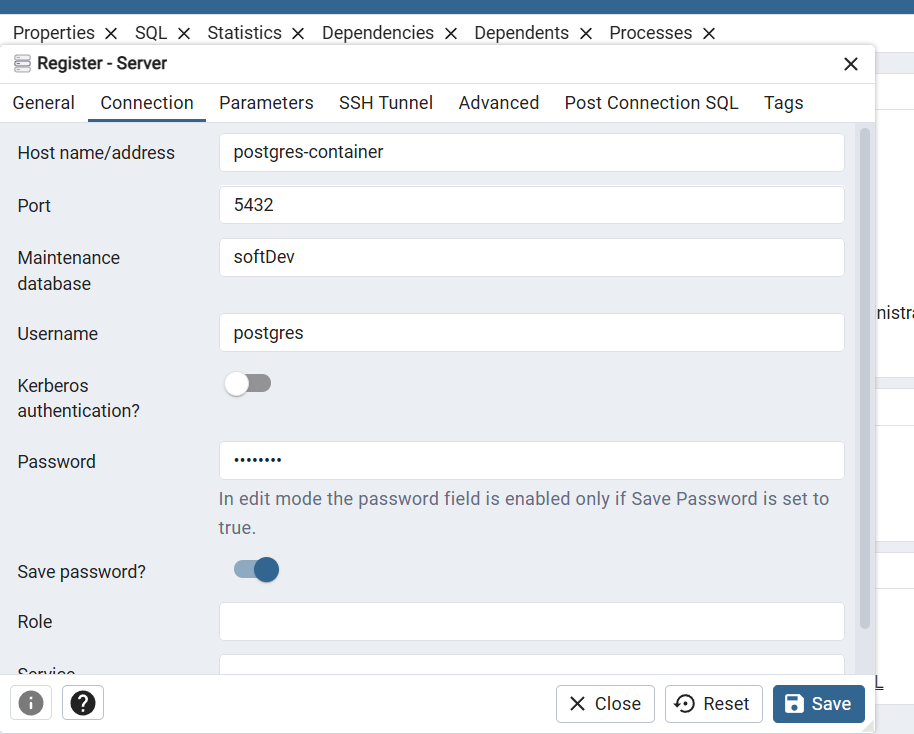 Properties SQL Statistics Dependencies Dependents Processes
Register - Server
General Connection Parameters SSH Tunnel Advanced Post Connection SQL Tags
Host name/address postgres-container
Port 5432
Maintenance softDev
database
Username postgres
Kerberos
authentication?
Password ••••••••
In edit mode the password field is enabled only if Save Password is set to
true.
Save password?
Role
Service
Close Reset Save